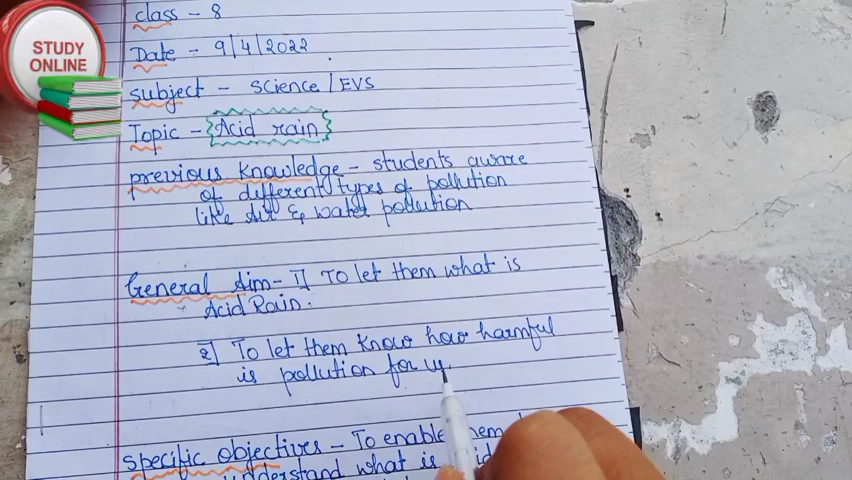 STUDY
ONLINE
class - 8
Date - 9/4/2022
subject - science / EVS
Topic - {Acid rain}
previous knowledge - students aware
of different types of pollution
like Air & water pollution
General Aim - 1] To let them what is
Acid Rain.
2] To let them know how harmful
is pollution for us
specific objectives - To enable
understand what is